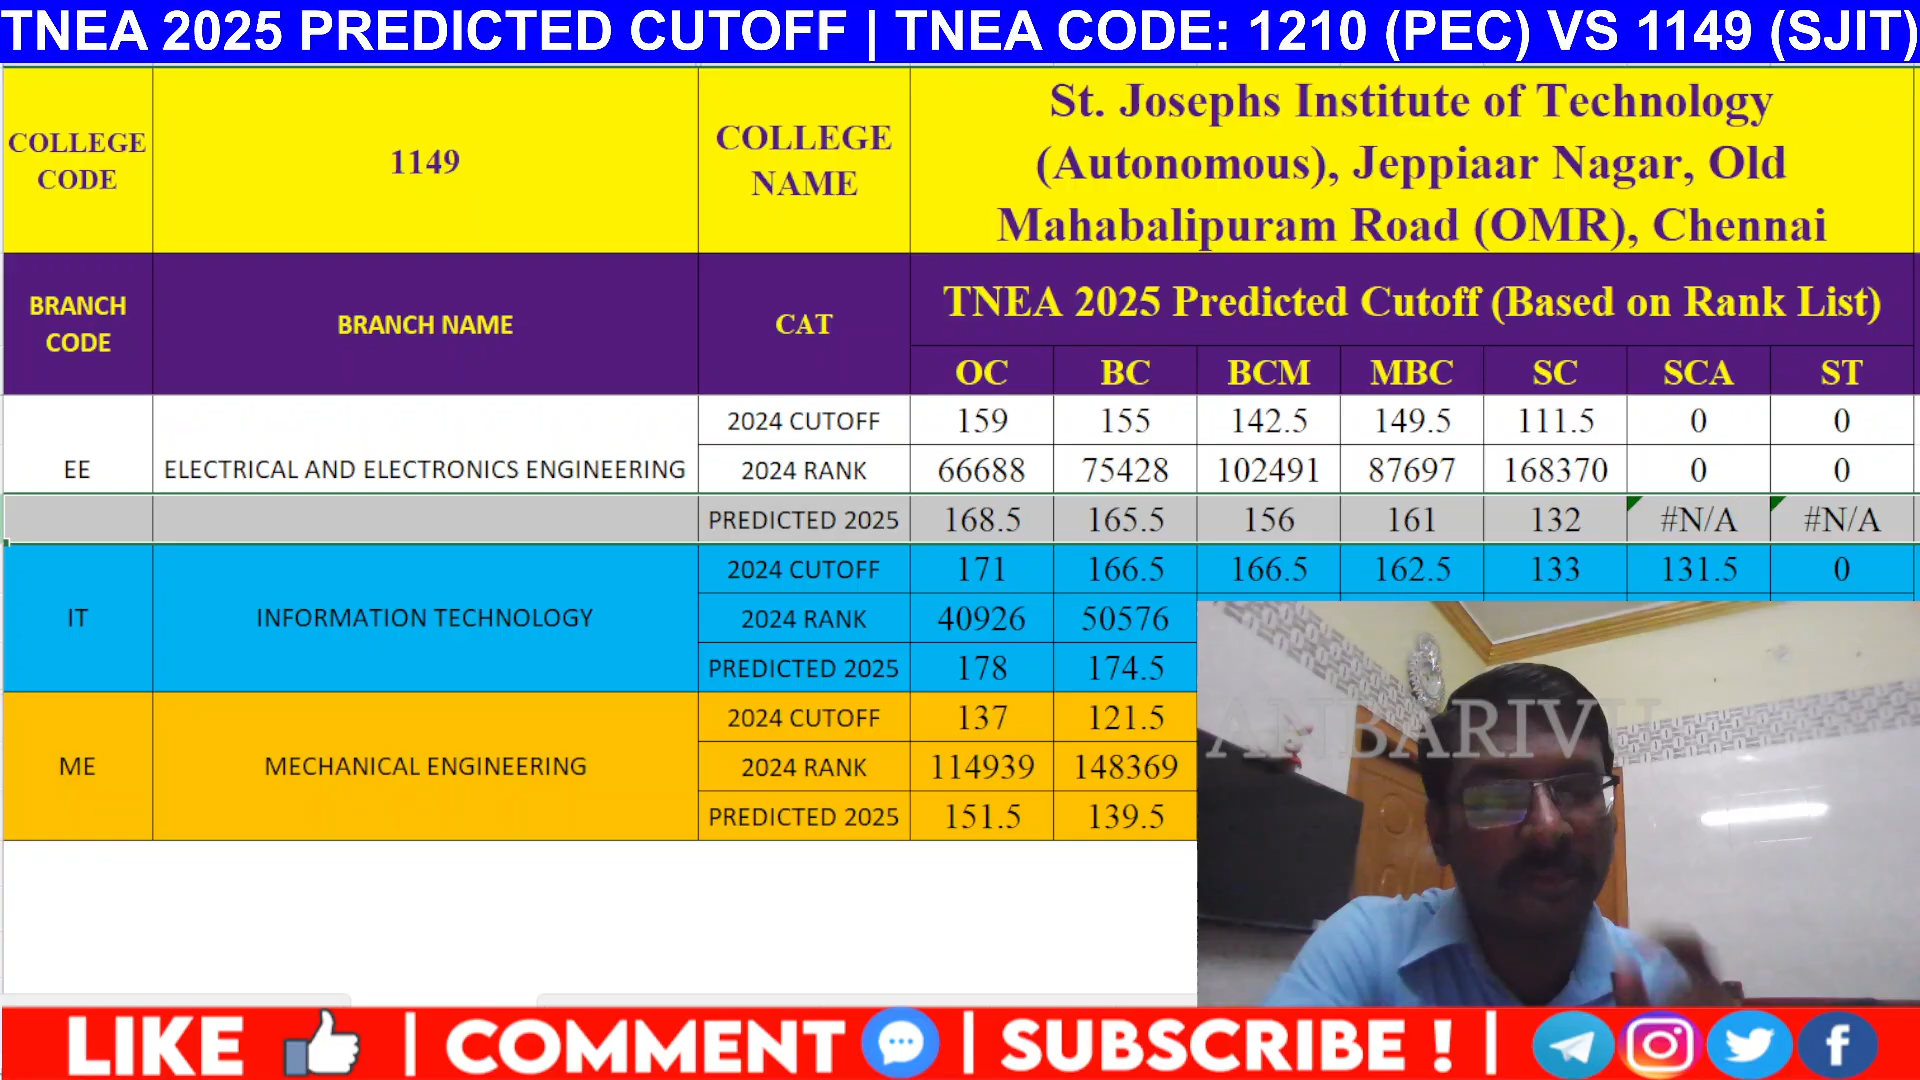 TNEA 2025 PREDICTED CUTOFF | TNEA CODE: 1210 (PEC) VS 1149 (SJIT)
COLLEGE CODE
1149
COLLEGE NAME
St. Josephs Institute of Technology
(Autonomous), Jeppiaar Nagar, Old
Mahabalipuram Road (OMR), Chennai
BRANCH CODE
BRANCH NAME
CAT
TNEA 2025 Predicted Cutoff (Based on Rank List)
OC BC BCM MBC SC SCA ST
2024 CUTOFF 159 155 142.5 149.5 111.5 0 0
EE ELECTRICAL AND ELECTRONICS ENGINEERING 2024 RANK 66688 75428 102491 87697 168370 0 0
PREDICTED 2025 168.5 165.5 156 161 132 #N/A #N/A
2024 CUTOFF 171 166.5 166.5 162.5 133 131.5 0
IT INFORMATION TECHNOLOGY 2024 RANK 40926 50576
PREDICTED 2025 178 174.5
2024 CUTOFF 137 121.5
ME MECHANICAL ENGINEERING 2024 RANK 114939 148369
PREDICTED 2025 151.5 139.5
ANBARIVU
LIKE | COMMENT | SUBSCRIBE ! |